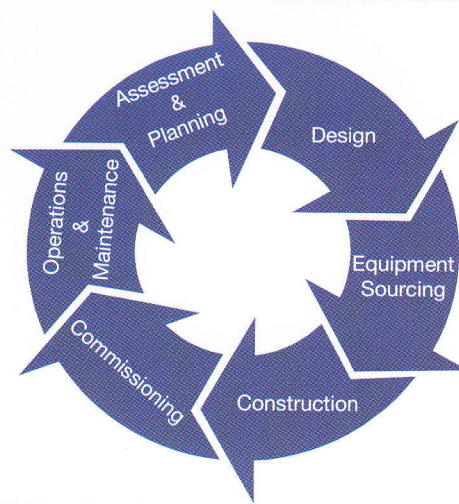 Assessment
&
Planning
Design
Equipment
Sourcing
Construction
Commissioning
Operations
&
Maintenance